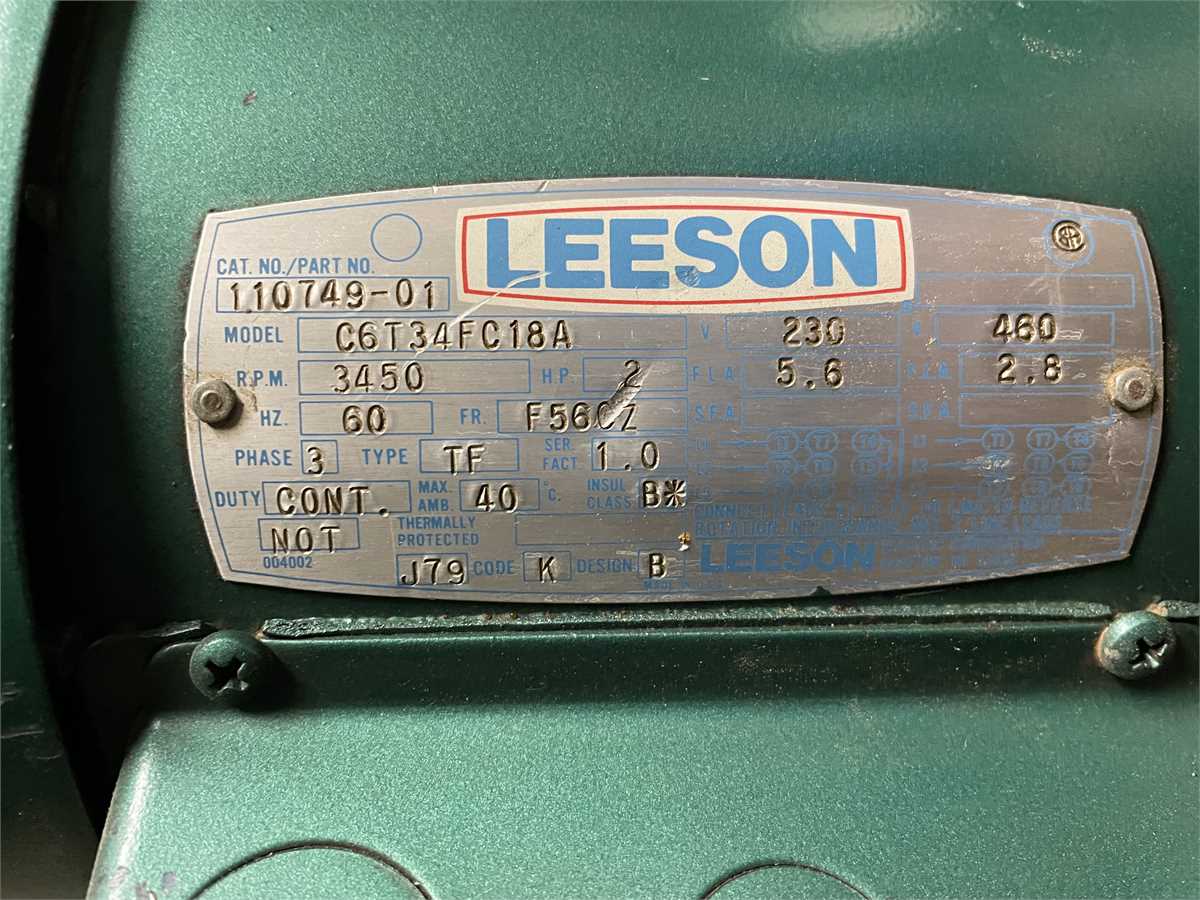 LEESON
CAT. NO./PART NO.
110749-01
MODEL C6T34FC18A V 230 460
R.P.M. 3450 H.P. 2 F.L.A. 5.6 F.L.A. 2.8
HZ. 60 FR. F56CZ S.F.A. S.F.A.
PHASE 3 TYPE TF SER. FACT 1.0
DUTY CONT. MAX. AMB. 40 °C. INSUL CLASS B*
NOT THERMALLY PROTECTED
004002
J79 CODE K DESIGN B LEESON